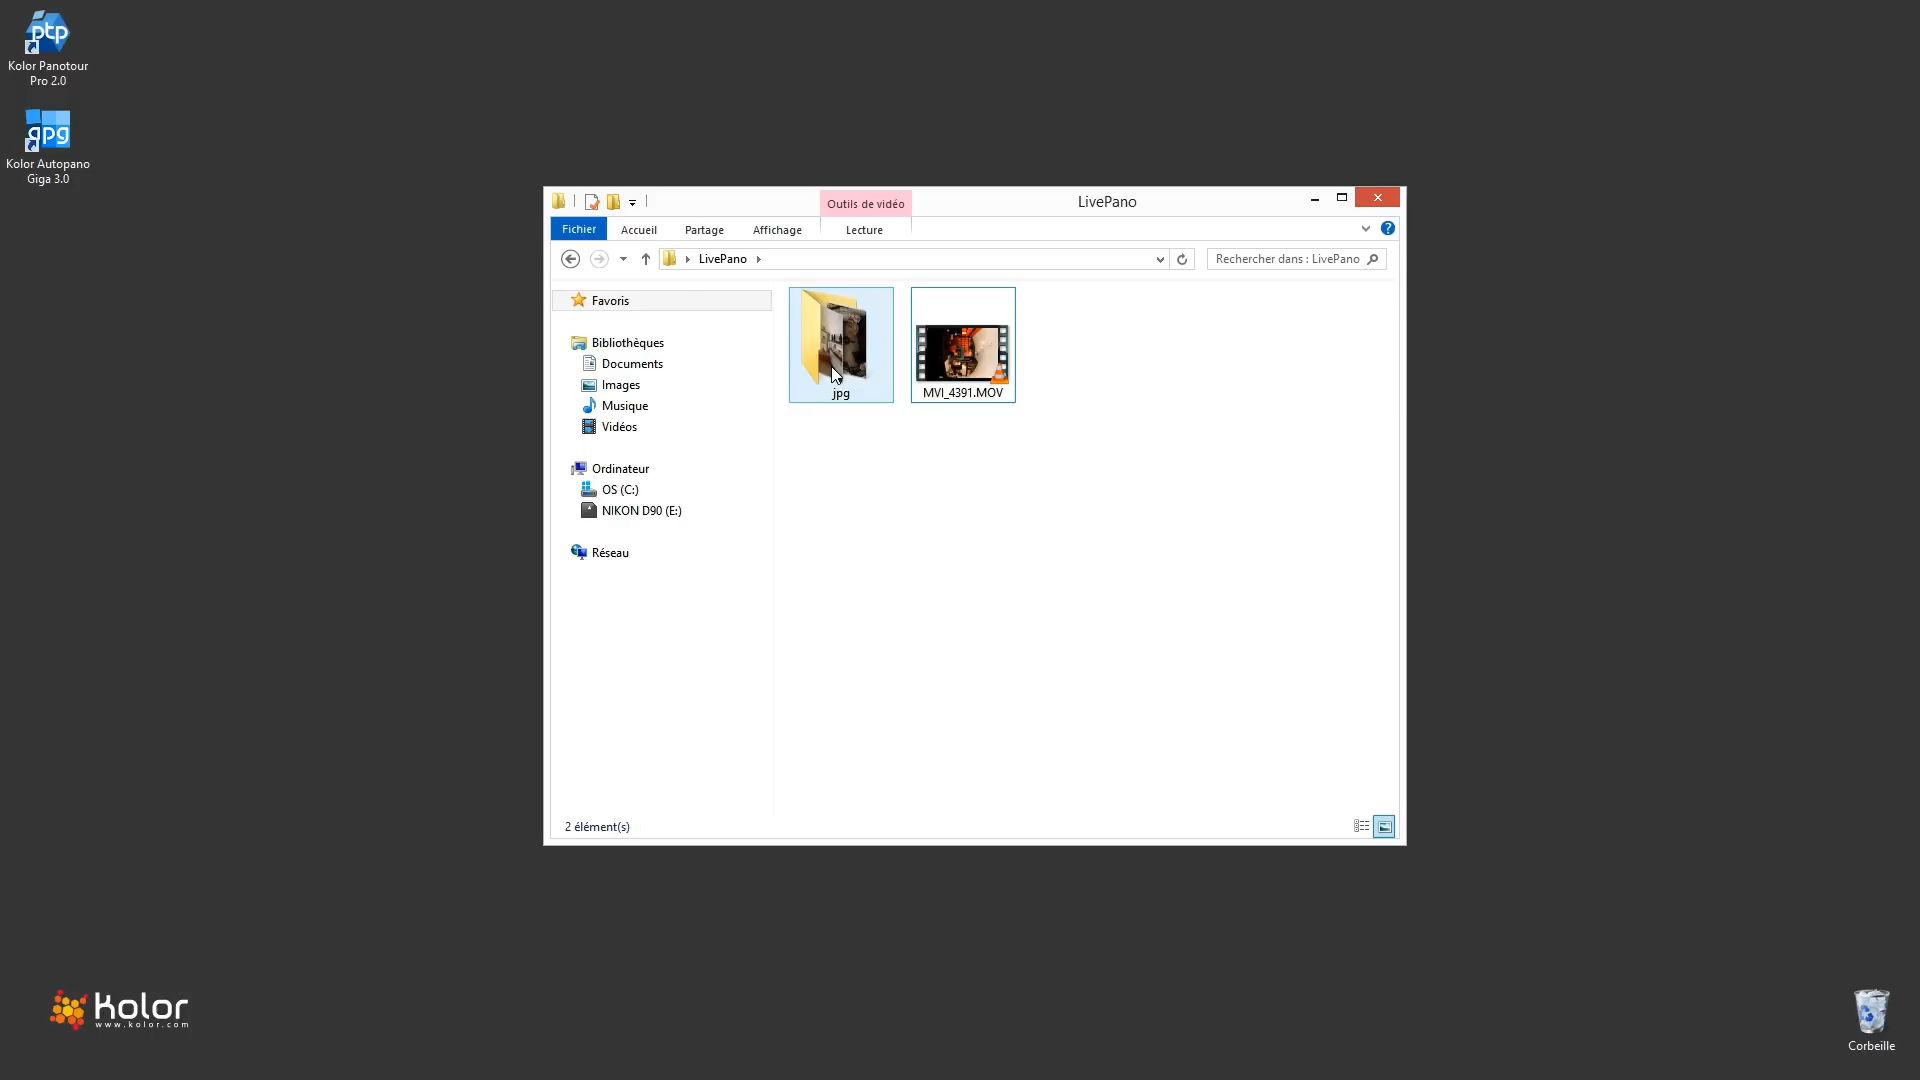 ptp
Kolor Panotour
Pro 2.0
apg
Kolor Autopano
Giga 3.0
Outils de vidéo
LivePano
Fichier
Accueil
Partage
Affichage
Lecture
LivePano
Rechercher dans : LivePano
Favoris
Bibliothèques
Documents
Images
Musique
Vidéos
Ordinateur
OS (C:)
NIKON D90 (E:)
Réseau
jpg
MVI_4391.MOV
2 élément(s)
kolor
www.kolor.com
Corbeille